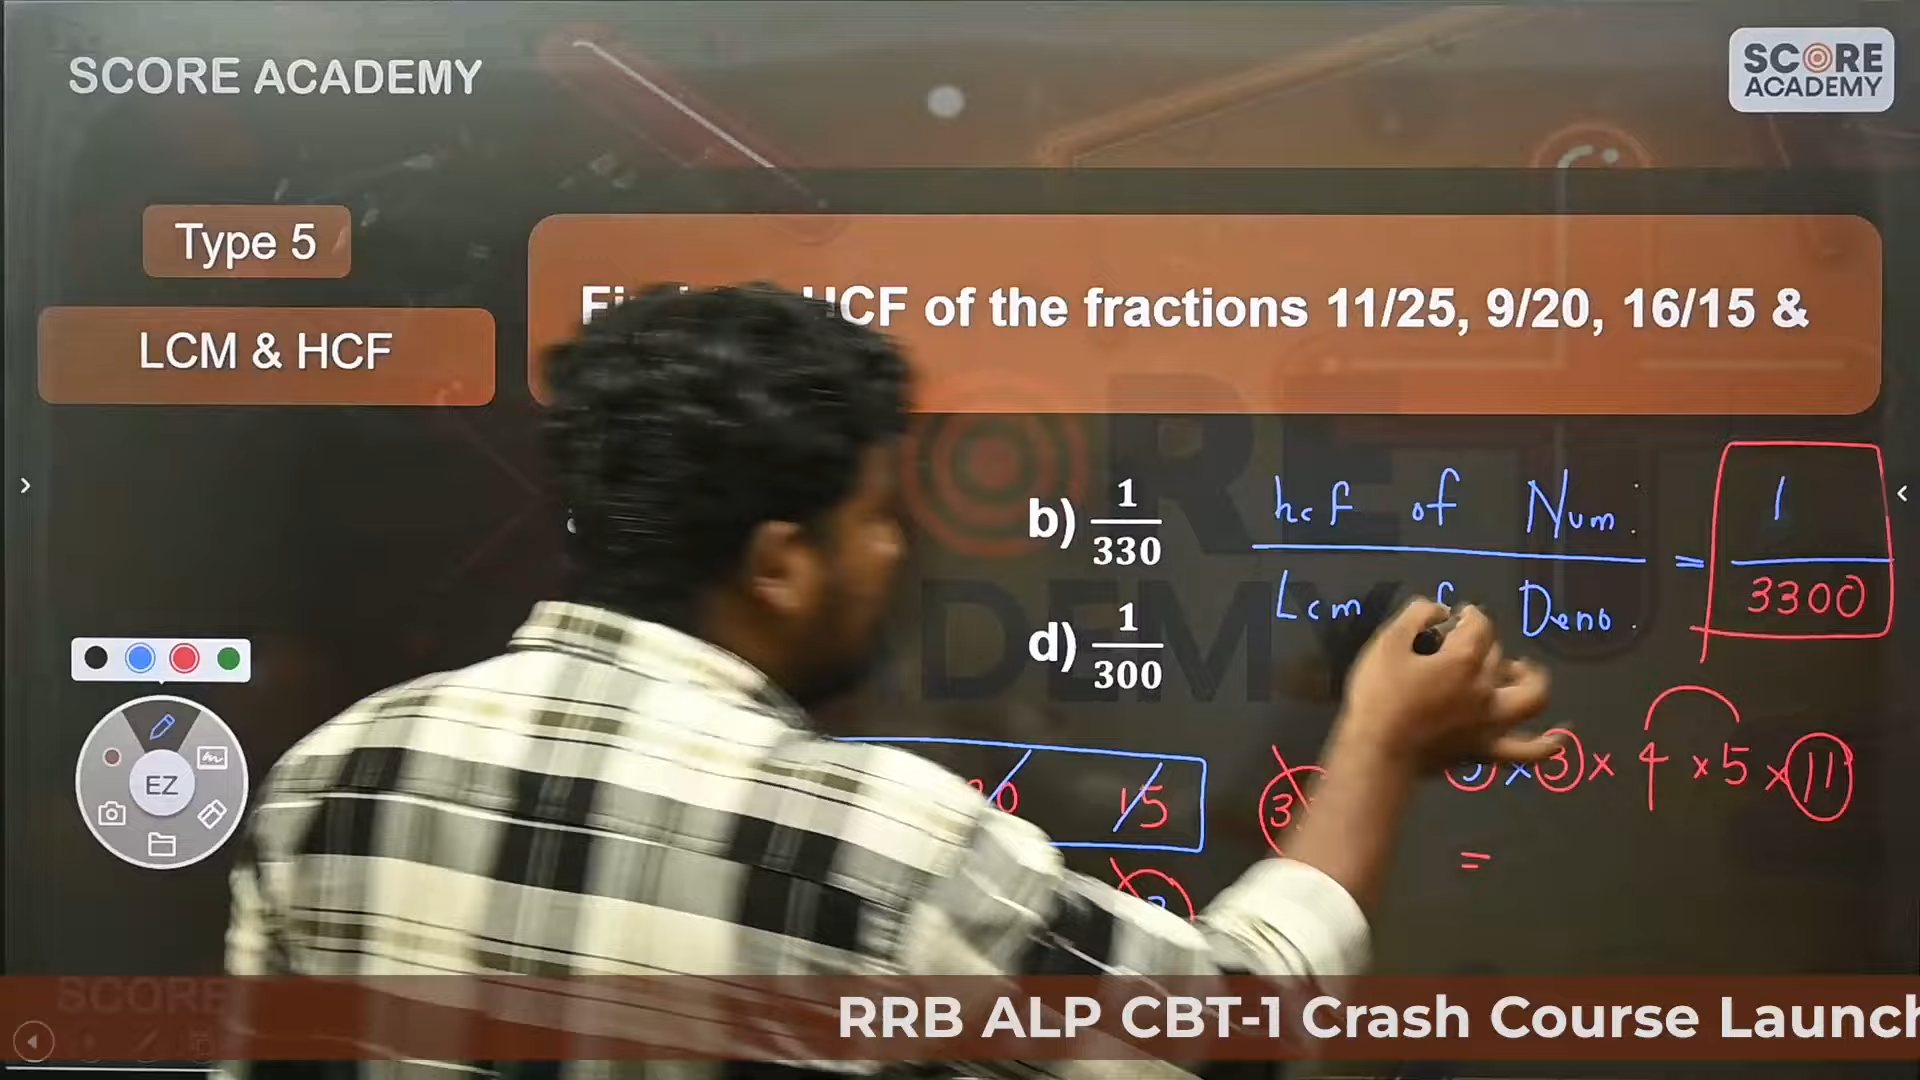 SCORE ACADEMY
SCORE
ACADEMY
Type 5
LCM & HCF
HCF of the fractions 11/25, 9/20, 16/15 &
b) 1/330
d) 1/300
hcf of Num.
Lcm Deno.
= 1/3300
15
× 3 × 4 × 5 × 11
=
EZ
SCORE
RRB ALP CBT-1 Crash Course Launch